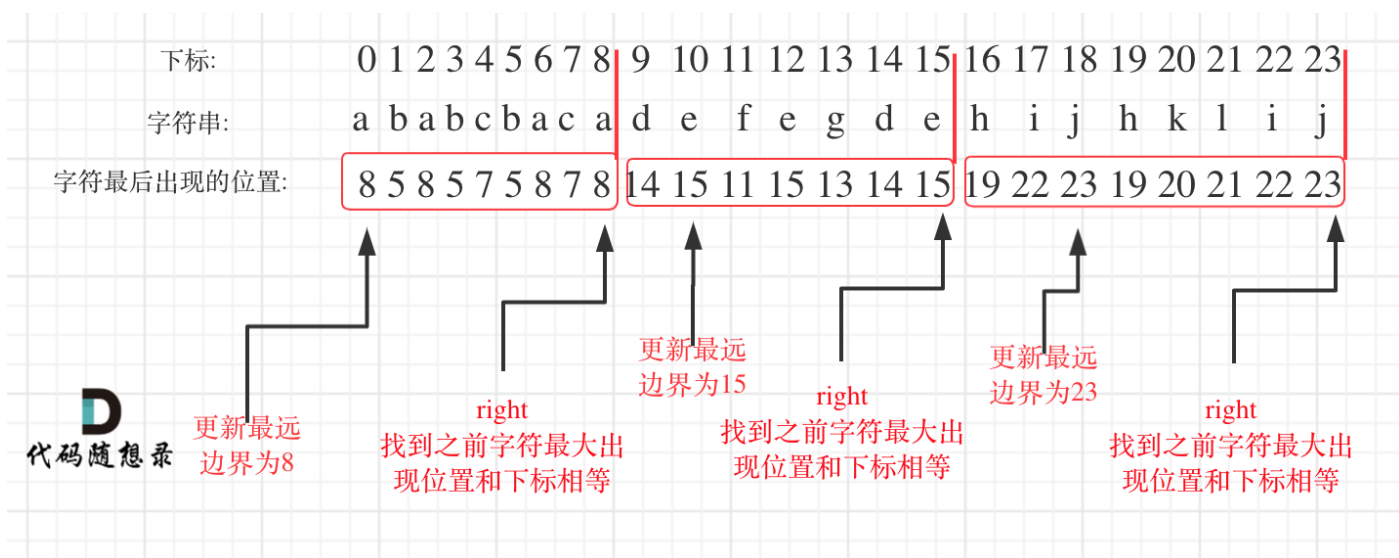 下标: 0 1 2 3 4 5 6 7 8 9 10 11 12 13 14 15 16 17 18 19 20 21 22 23
字符串: a b a b c b a c a d e f e g d e h i j h k l i j
字符最后出现的位置: 8 5 8 5 7 5 8 7 8 14 15 11 15 13 14 15 19 22 23 19 20 21 22 23
更新最远
边界为8
right
找到之前字符最大出
现位置和下标相等
更新最远
边界为15
right
找到之前字符最大出
现位置和下标相等
更新最远
边界为23
right
找到之前字符最大出
现位置和下标相等
代码随想录